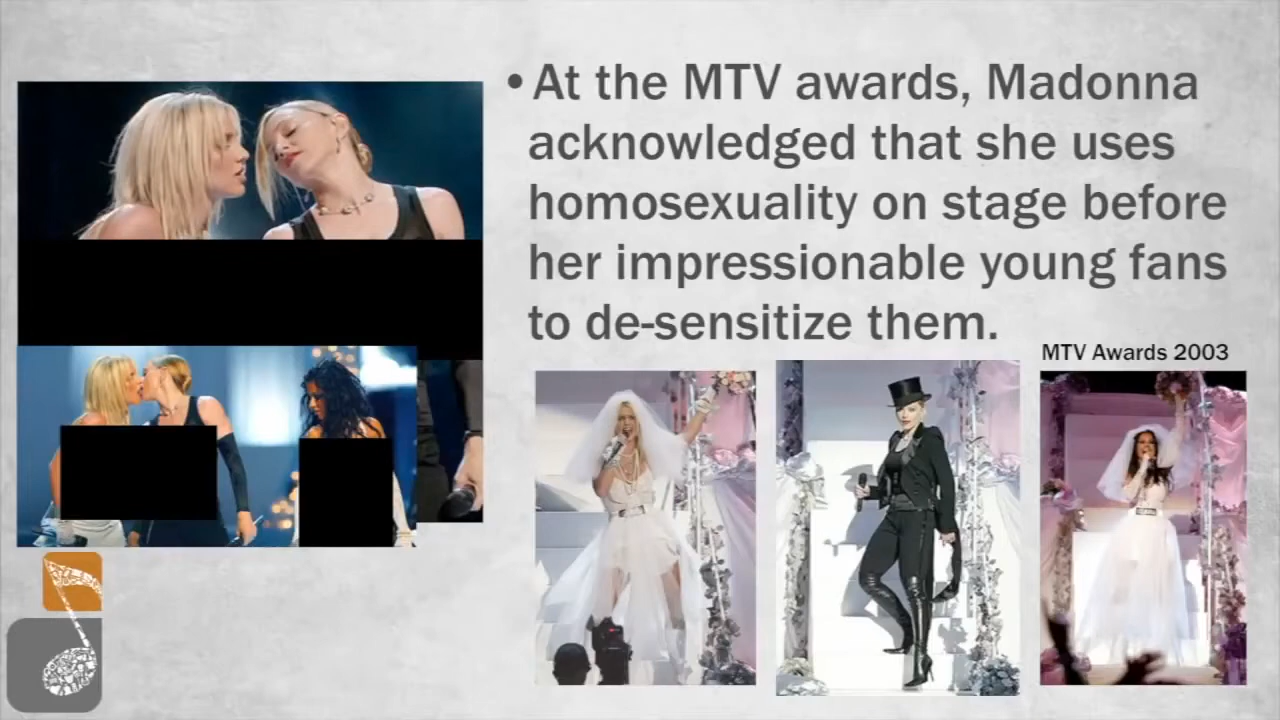 •At the MTV awards, Madonna
acknowledged that she uses
homosexuality on stage before
her impressionable young fans
to de-sensitize them.
MTV Awards 2003